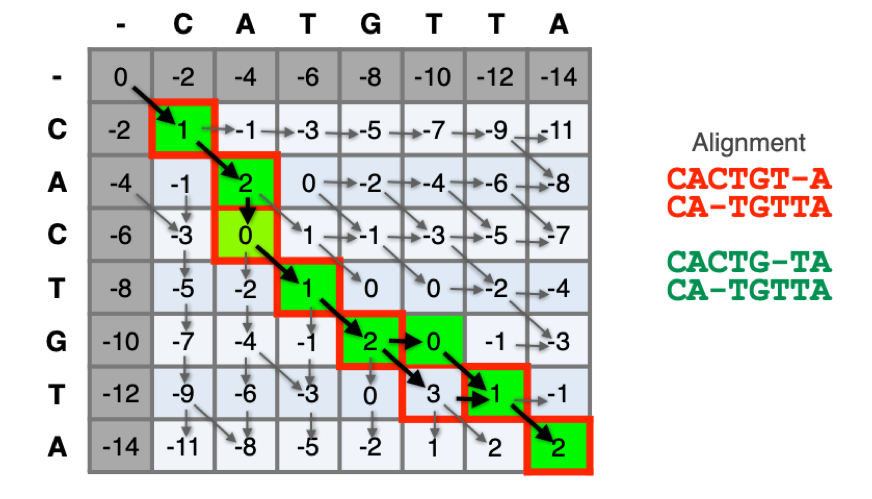 - C A T G T T A
- 0 -2 -4 -6 -8 -10 -12 -14
C -2 1 -1 -3 -5 -7 -9 -11
A -4 -1 2 0 -2 -4 -6 -8
C -6 -3 0 1 -1 -3 -5 -7
T -8 -5 -2 1 0 0 -2 -4
G -10 -7 -4 -1 2 0 -1 -3
T -12 -9 -6 -3 0 3 1 -1
A -14 -11 -8 -5 -2 1 2 2
Alignment
CACTGT-A
CA-TGTTA
CACTG-TA
CA-TGTTA